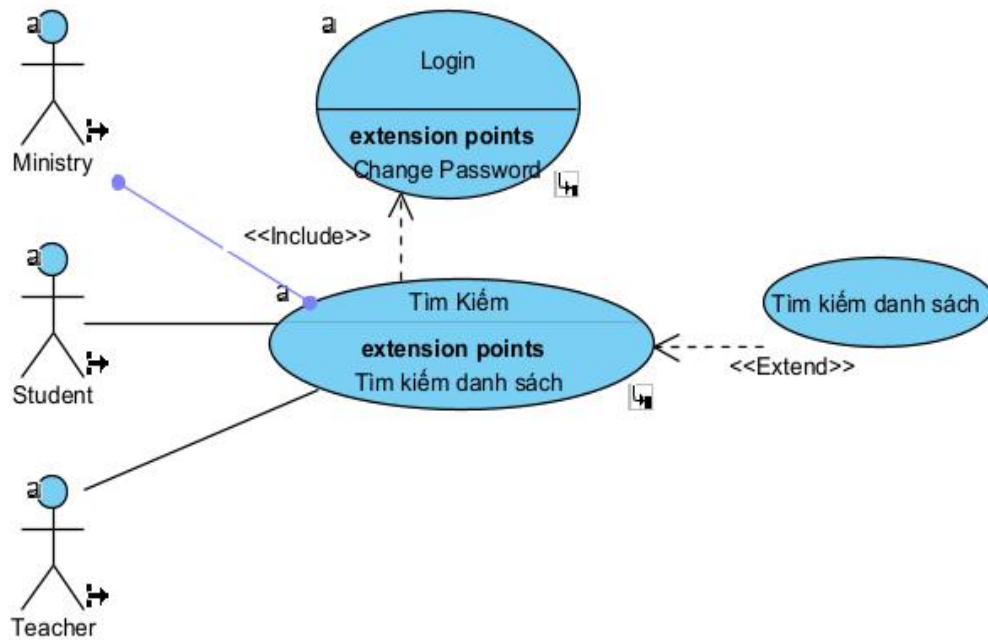 a
Ministry
a
Login
extension points
Change Password
<<Include>>
a
Student
a
Tìm Kiếm
extension points
Tìm kiếm danh sách
Tìm kiếm danh sách
<<Extend>>
a
Teacher